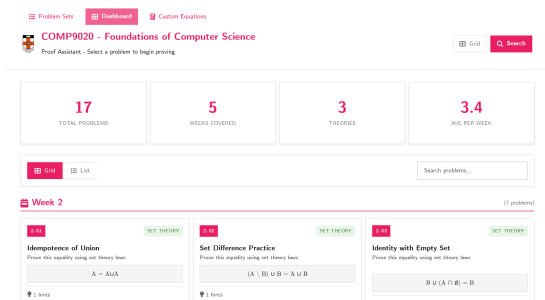 Problem Sets
Dashboard
Custom Equations
COMP9020 - Foundations of Computer Science
Proof Assistant - Select a problem to begin proving
Grid
Search
17
5
3
3.4
TOTAL PROBLEMS
WEEKS COVERED
THEORIES
AVG PER WEEK
Grid
List
Search problems...
Week 2
(7 problems)
2.01
SET THEORY
Idempotence of Union
Prove this equality using set theory laws
A = A∪A
1 hints
2.02
SET THEORY
Set Difference Practice
Prove this equality using set theory laws
(A \ B) ∪ B = A ∪ B
1 hints
2.03
SET THEORY
Identity with Empty Set
Prove this equality using set theory laws
B ∪ (A ∩ ∅) = B